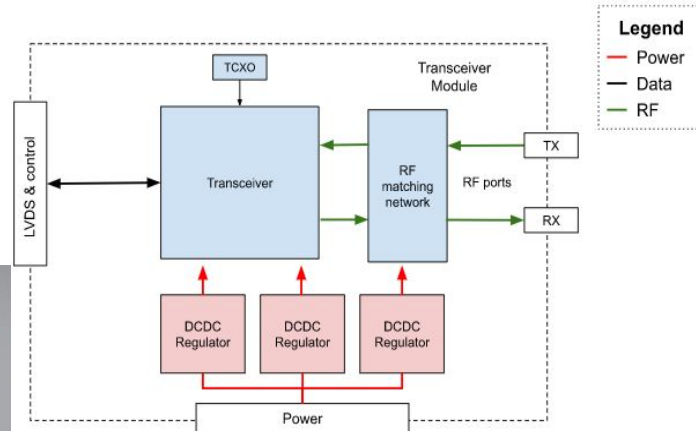 Legend
Power
Data
RF
TCXO
Transceiver
Module
LVDS & control
Transceiver
RF
matching
network
RF ports
TX
RX
DCDC
Regulator
DCDC
Regulator
DCDC
Regulator
Power